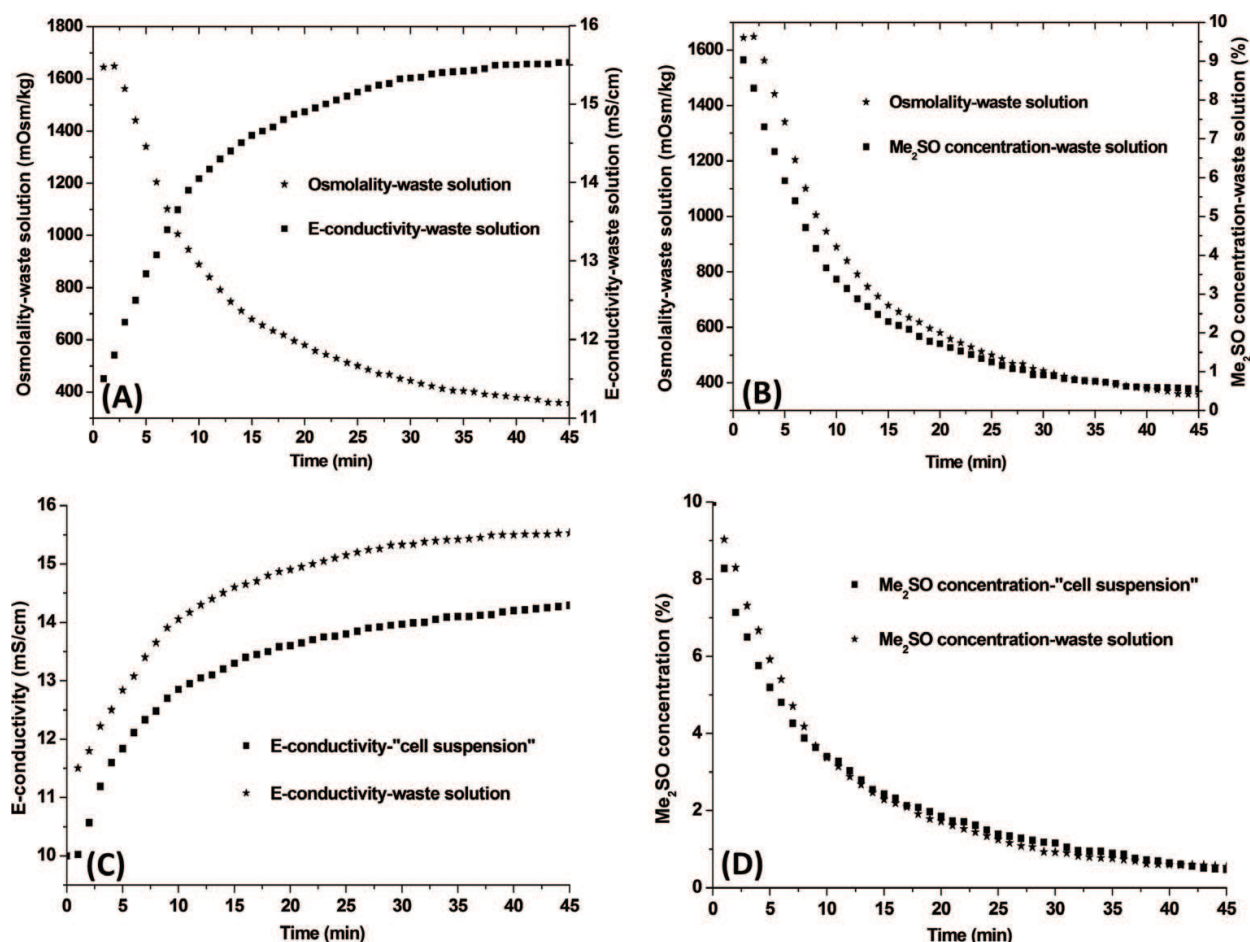 1800
1600
1400
1200
1000
800
600
400
Osmolality-waste solution (mOsm/kg)
16
15
14
13
12
11
E-conductivity-waste solution (mS/cm)
Osmolality-waste solution
E-conductivity-waste solution
(A)
0 5 10 15 20 25 30 35 40 45
Time (min)
1600
1400
1200
1000
800
600
400
Osmolality-waste solution (mOsm/kg)
10
9
8
7
6
5
4
3
2
1
0
Me₂SO concentration-waste solution (%)
Osmolality-waste solution
Me₂SO concentration-waste solution
(B)
0 5 10 15 20 25 30 35 40 45
Time (min)
16
15
14
13
12
11
10
E-conductivity (mS/cm)
E-conductivity-"cell suspension"
E-conductivity-waste solution
(C)
0 5 10 15 20 25 30 35 40 45
Time (min)
10
8
6
4
2
0
Me₂SO concentration (%)
Me₂SO concentration-"cell suspension"
Me₂SO concentration-waste solution
(D)
0 5 10 15 20 25 30 35 40 45
Time (min)